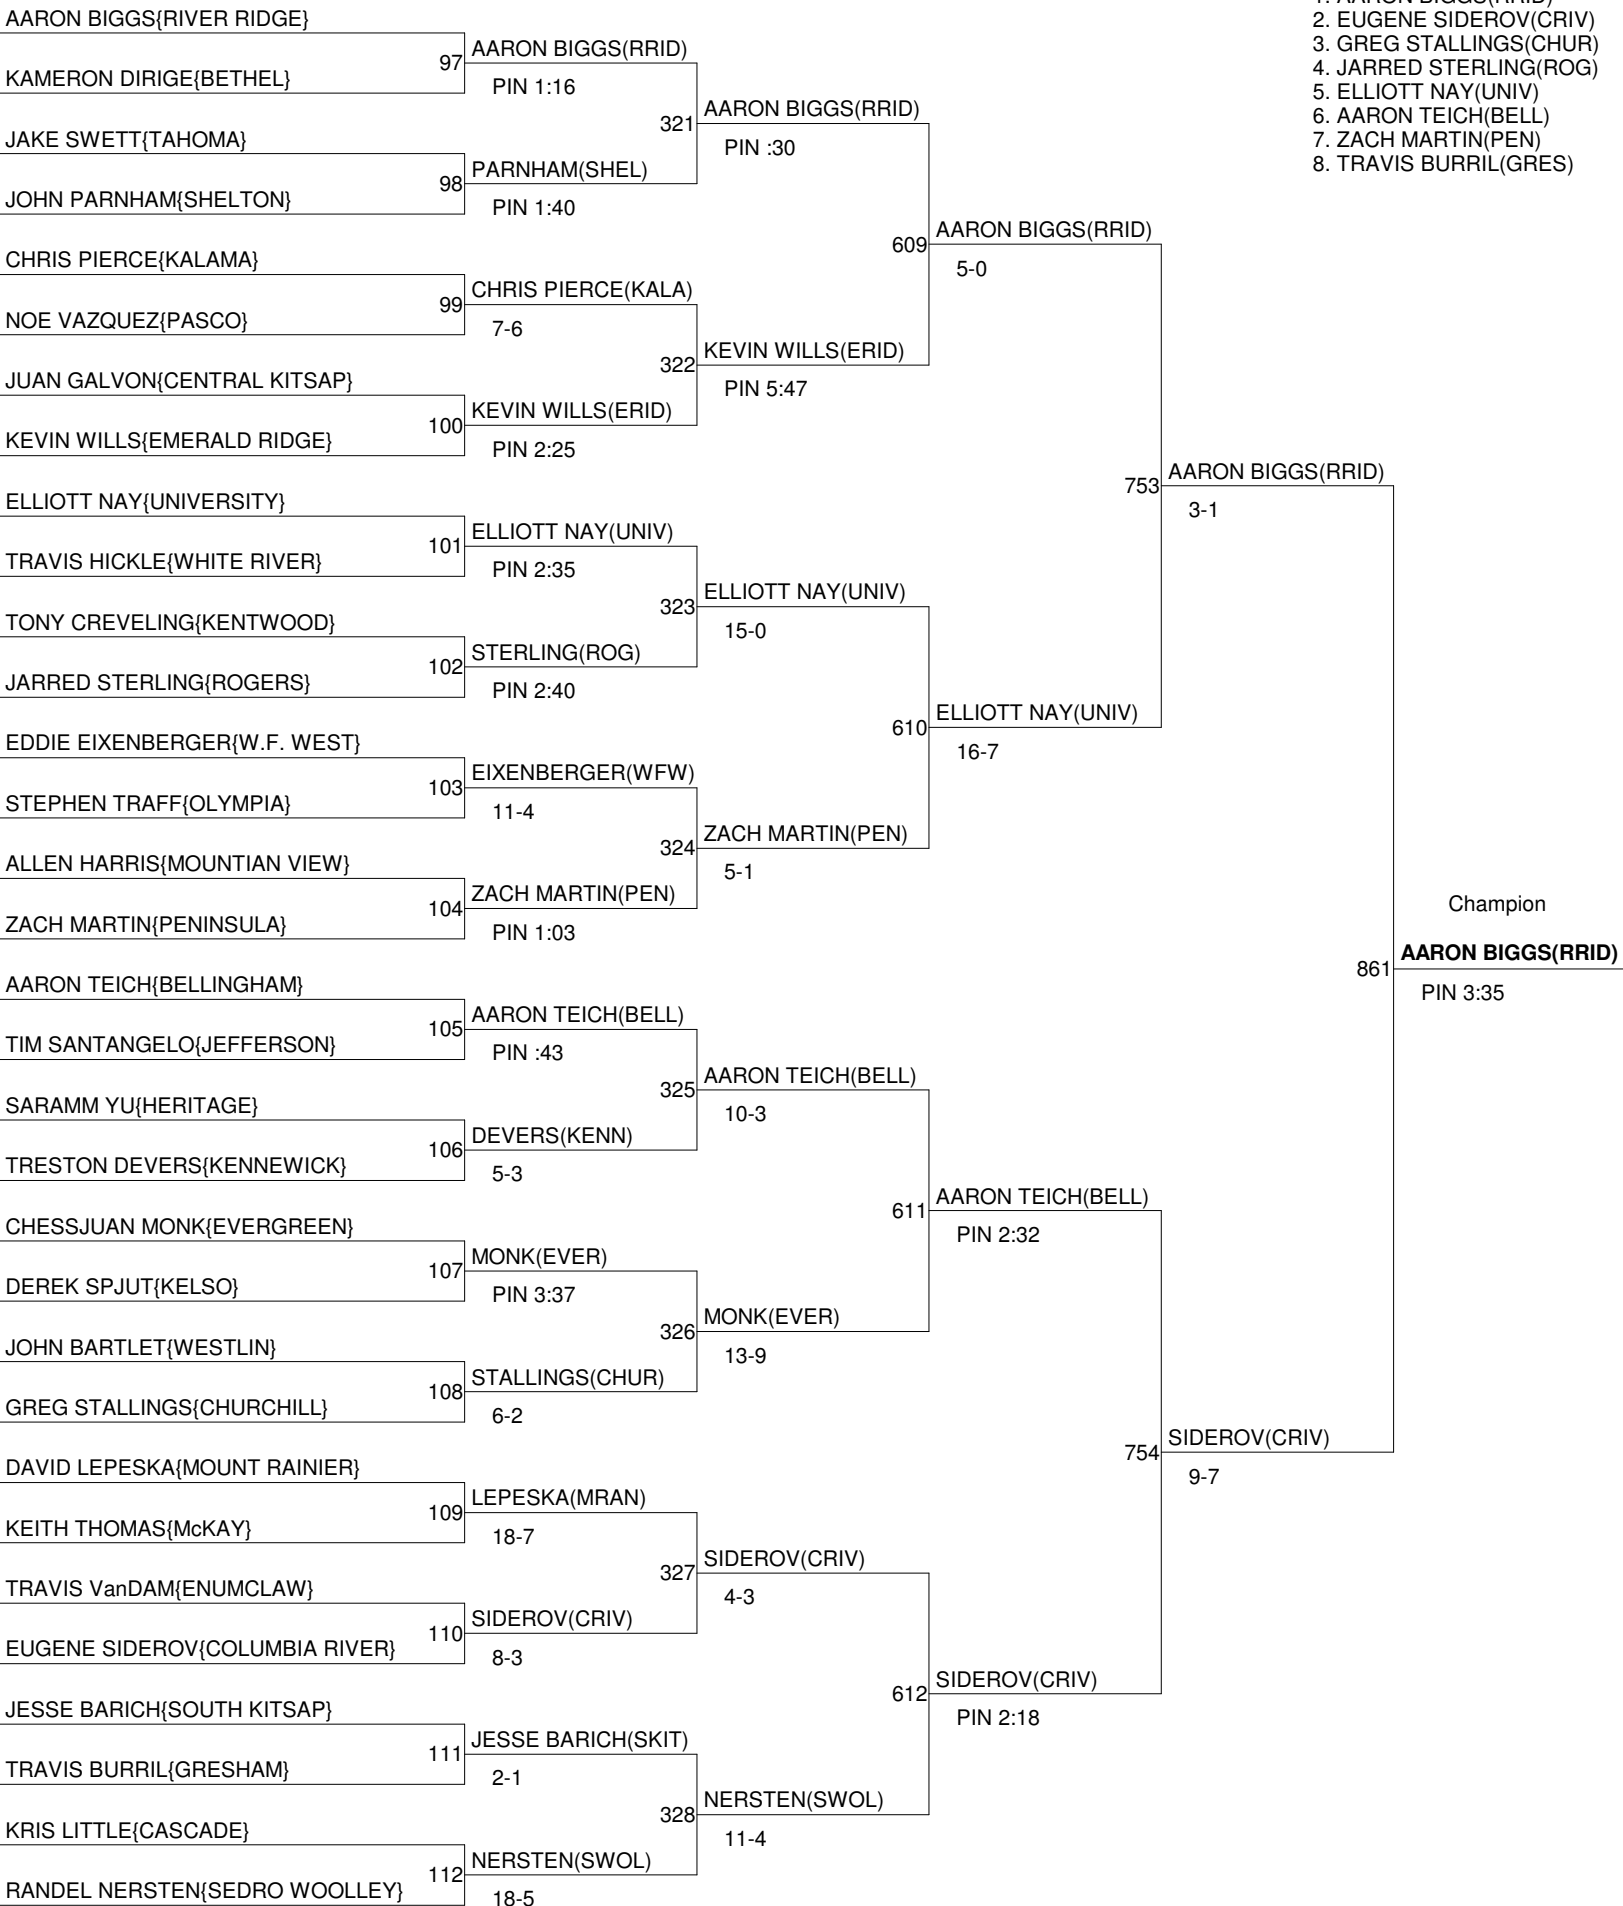 1. AARON BIGGS(RRID)
2. EUGENE SIDEROV(CRIV)
3. GREG STALLINGS(CHUR)
4. JARRED STERLING(ROG)
5. ELLIOTT NAY(UNIV)
6. AARON TEICH(BELL)
7. ZACH MARTIN(PEN)
8. TRAVIS BURRIL(GRES)
AARON BIGGS{RIVER RIDGE}
97
KAMERON DIRIGE{BETHEL}
JAKE SWETT{TAHOMA}
98
JOHN PARNHAM{SHELTON}
CHRIS PIERCE{KALAMA}
99
NOE VAZQUEZ{PASCO}
JUAN GALVON{CENTRAL KITSAP}
100
KEVIN WILLS{EMERALD RIDGE}
ELLIOTT NAY{UNIVERSITY}
101
TRAVIS HICKLE{WHITE RIVER}
TONY CREVELING{KENTWOOD}
102
JARRED STERLING{ROGERS}
EDDIE EIXENBERGER{W.F. WEST}
103
STEPHEN TRAFF{OLYMPIA}
ALLEN HARRIS{MOUNTIAN VIEW}
104
ZACH MARTIN{PENINSULA}
AARON TEICH{BELLINGHAM}
105
TIM SANTANGELO{JEFFERSON}
SARAMM YU{HERITAGE}
106
TRESTON DEVERS{KENNEWICK}
CHESSJUAN MONK{EVERGREEN}
107
DEREK SPJUT{KELSO}
JOHN BARTLET{WESTLIN}
108
GREG STALLINGS{CHURCHILL}
DAVID LEPESKA{MOUNT RAINIER}
109
KEITH THOMAS{McKAY}
TRAVIS VanDAM{ENUMCLAW}
110
EUGENE SIDEROV{COLUMBIA RIVER}
JESSE BARICH{SOUTH KITSAP}
111
TRAVIS BURRIL{GRESHAM}
KRIS LITTLE{CASCADE}
112
RANDEL NERSTEN{SEDRO WOOLLEY}
AARON BIGGS(RRID)
PIN 1:16
321
PARNHAM(SHEL)
PIN 1:40
CHRIS PIERCE(KALA)
7-6
322
KEVIN WILLS(ERID)
PIN 2:25
ELLIOTT NAY(UNIV)
PIN 2:35
323
STERLING(ROG)
PIN 2:40
EIXENBERGER(WFW)
11-4
324
ZACH MARTIN(PEN)
PIN 1:03
AARON TEICH(BELL)
PIN :43
325
DEVERS(KENN)
5-3
MONK(EVER)
PIN 3:37
326
STALLINGS(CHUR)
6-2
LEPESKA(MRAN)
18-7
327
SIDEROV(CRIV)
8-3
JESSE BARICH(SKIT)
2-1
328
NERSTEN(SWOL)
18-5
AARON BIGGS(RRID)
PIN :30
609
KEVIN WILLS(ERID)
PIN 5:47
ELLIOTT NAY(UNIV)
15-0
610
ZACH MARTIN(PEN)
5-1
AARON TEICH(BELL)
10-3
611
MONK(EVER)
13-9
SIDEROV(CRIV)
4-3
612
NERSTEN(SWOL)
11-4
AARON BIGGS(RRID)
5-0
753
ELLIOTT NAY(UNIV)
16-7
AARON TEICH(BELL)
PIN 2:32
754
SIDEROV(CRIV)
PIN 2:18
AARON BIGGS(RRID)
3-1
861
SIDEROV(CRIV)
9-7
Champion
AARON BIGGS(RRID)
PIN 3:35